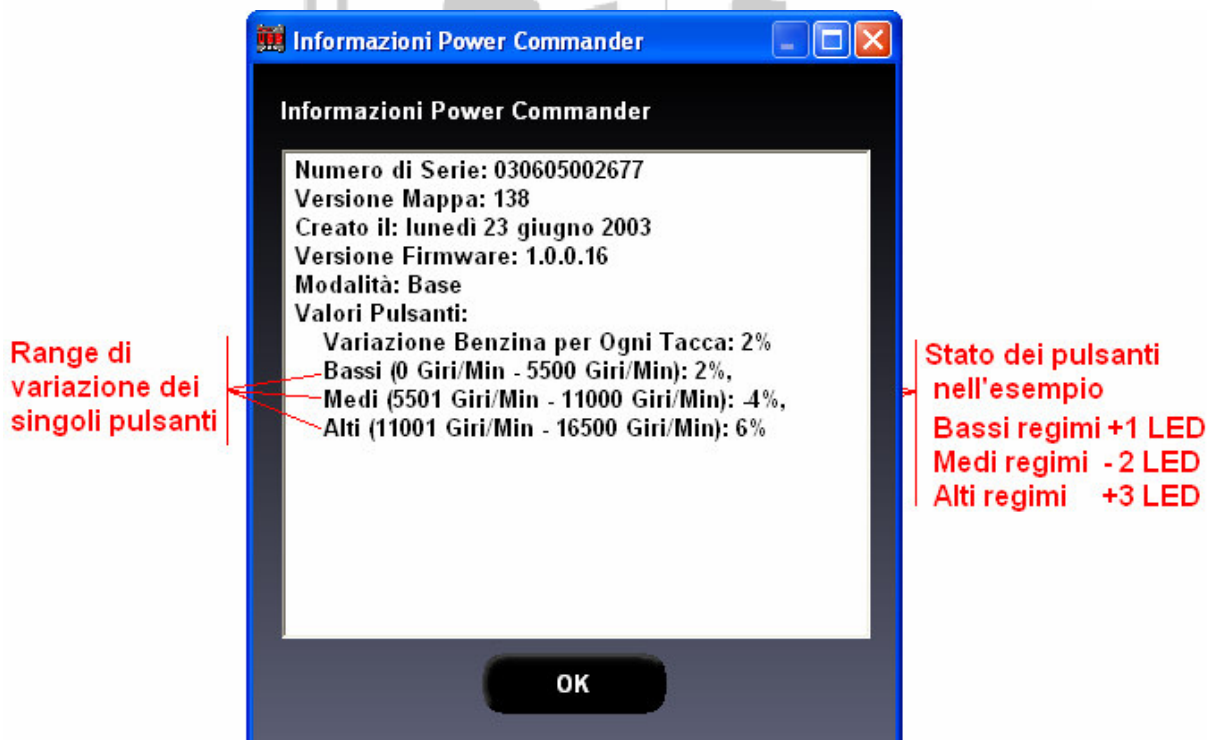 Informazioni Power Commander
Informazioni Power Commander
Numero di Serie: 030605002677
Versione Mappa: 138
Creato il: lunedì 23 giugno 2003
Versione Firmware: 1.0.0.16
Modalità: Base
Valori Pulsanti:
Variazione Benzina per Ogni Tacca: 2%
Bassi (0 Giri/Min - 5500 Giri/Min): 2%,
Medi (5501 Giri/Min - 11000 Giri/Min): -4%,
Alti (11001 Giri/Min - 16500 Giri/Min): 6%
Range di
variazione dei
singoli pulsanti
Stato dei pulsanti
nell'esempio
Bassi regimi +1 LED
Medi regimi - 2 LED
Alti regimi +3 LED
OK